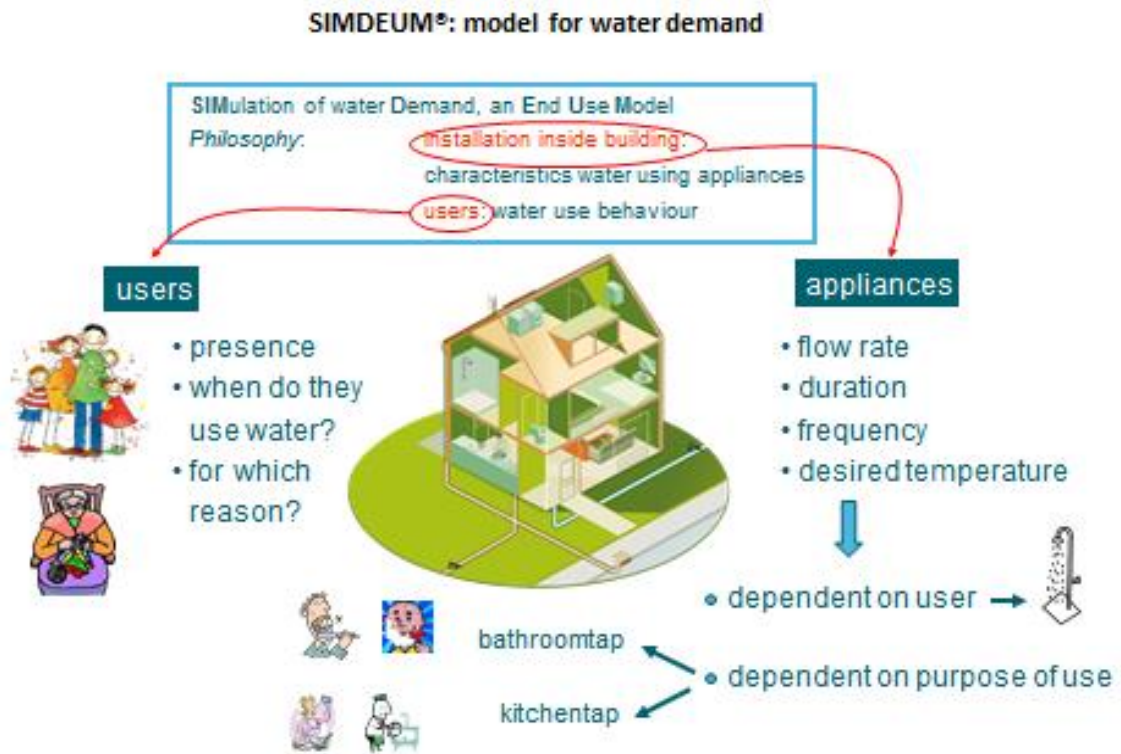 SIMDEUM®: model for water demand
SIMulation of water Demand, an End Use Model
Philosophy: installation inside building:
characteristics water using appliances
users: water use behaviour
users
• presence
• when do they
use water?
• for which
reason?
appliances
• flow rate
• duration
• frequency
• desired temperature
• dependent on user
bathroomtap
• dependent on purpose of use
kitchentap